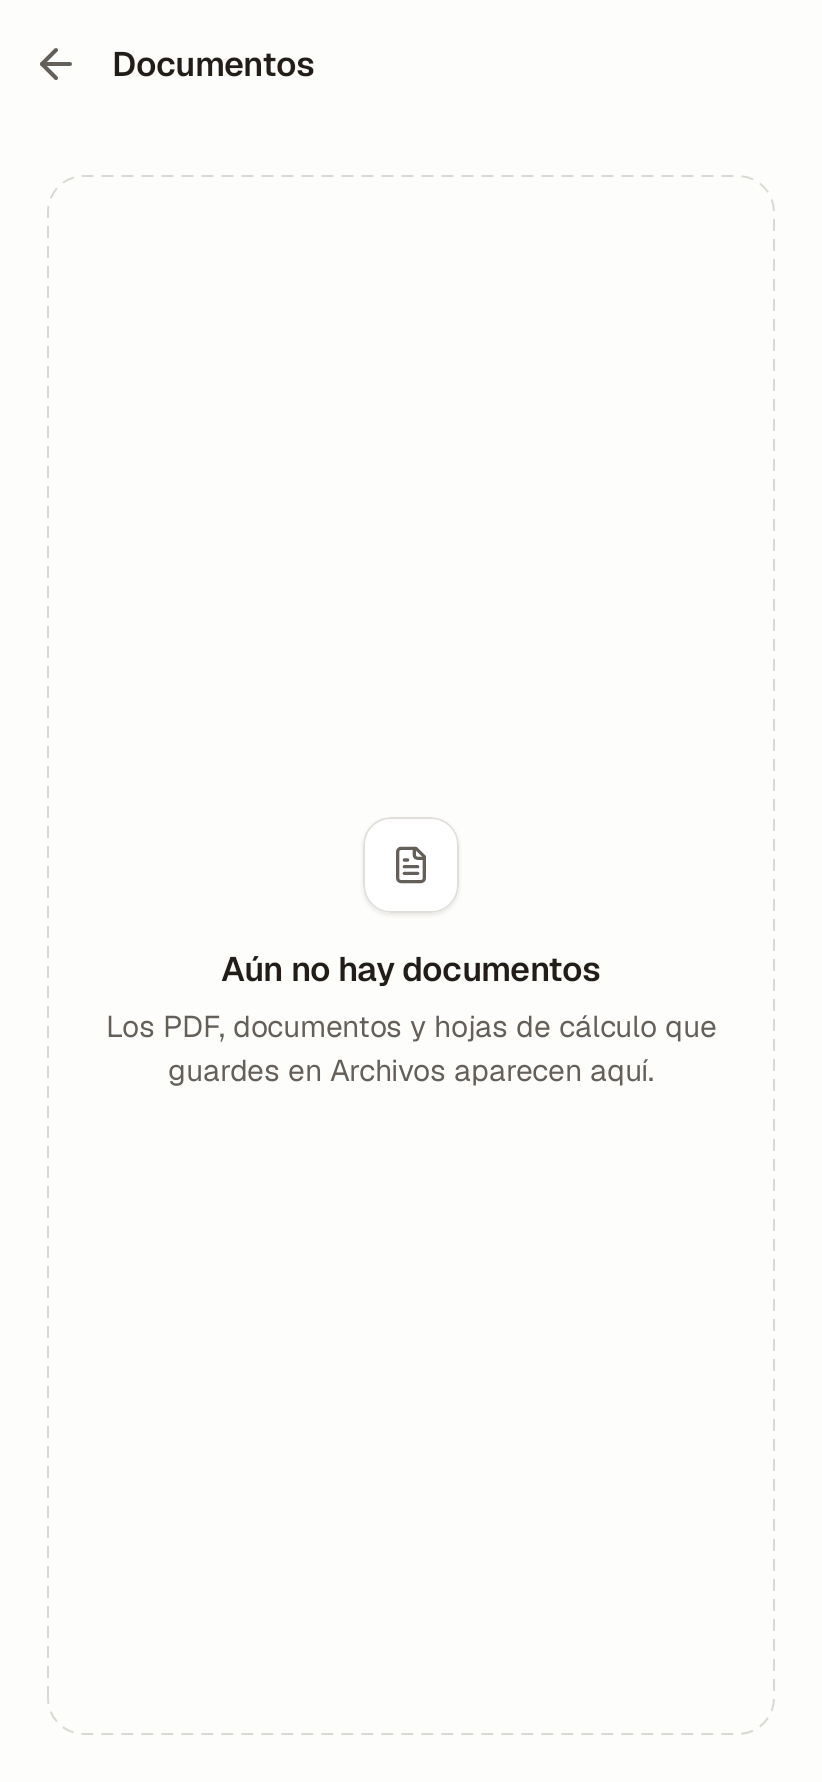 Documentos
Aún no hay documentos
Los PDF, documentos y hojas de cálculo que
guardes en Archivos aparecen aquí.